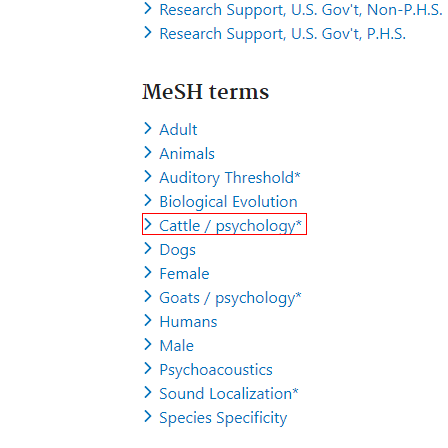 Research Support, U.S. Gov't, Non-P.H.S.
Research Support, U.S. Gov't, P.H.S.
MeSH terms
Adult
Animals
Auditory Threshold*
Biological Evolution
Cattle / psychology*
Dogs
Female
Goats / psychology*
Humans
Male
Psychoacoustics
Sound Localization*
Species Specificity